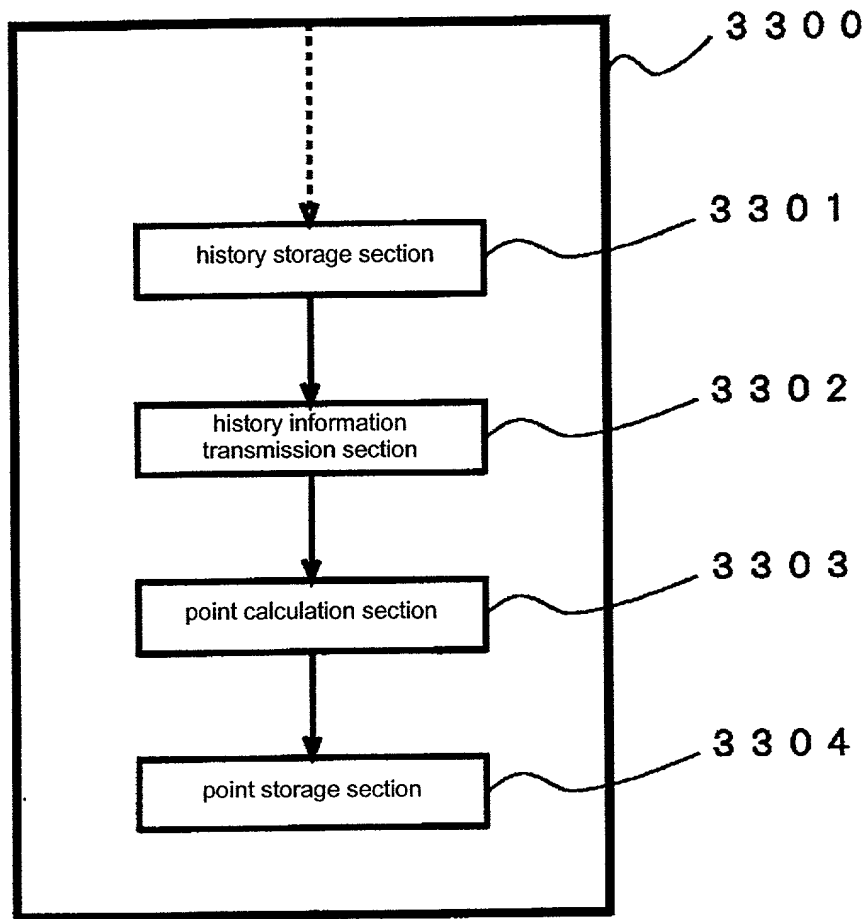 3300
3301
history storage section
3302
history information
transmission section
3303
point calculation section
3304
point storage section